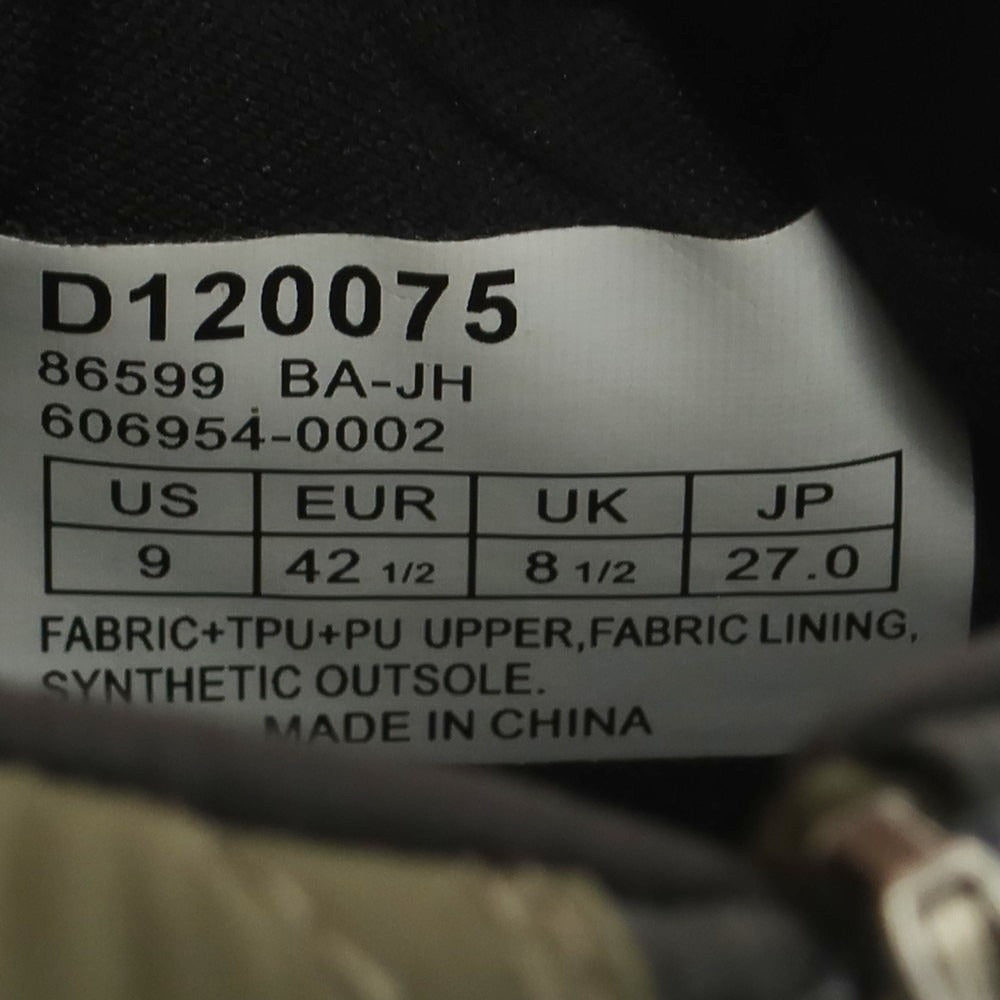 D120075
86599 BA-JH
606954-0002
US EUR UK JP
9 42 1/2 8 1/2 27.0
FABRIC+TPU+PU UPPER,FABRIC LINING,
SYNTHETIC OUTSOLE.
MADE IN CHINA